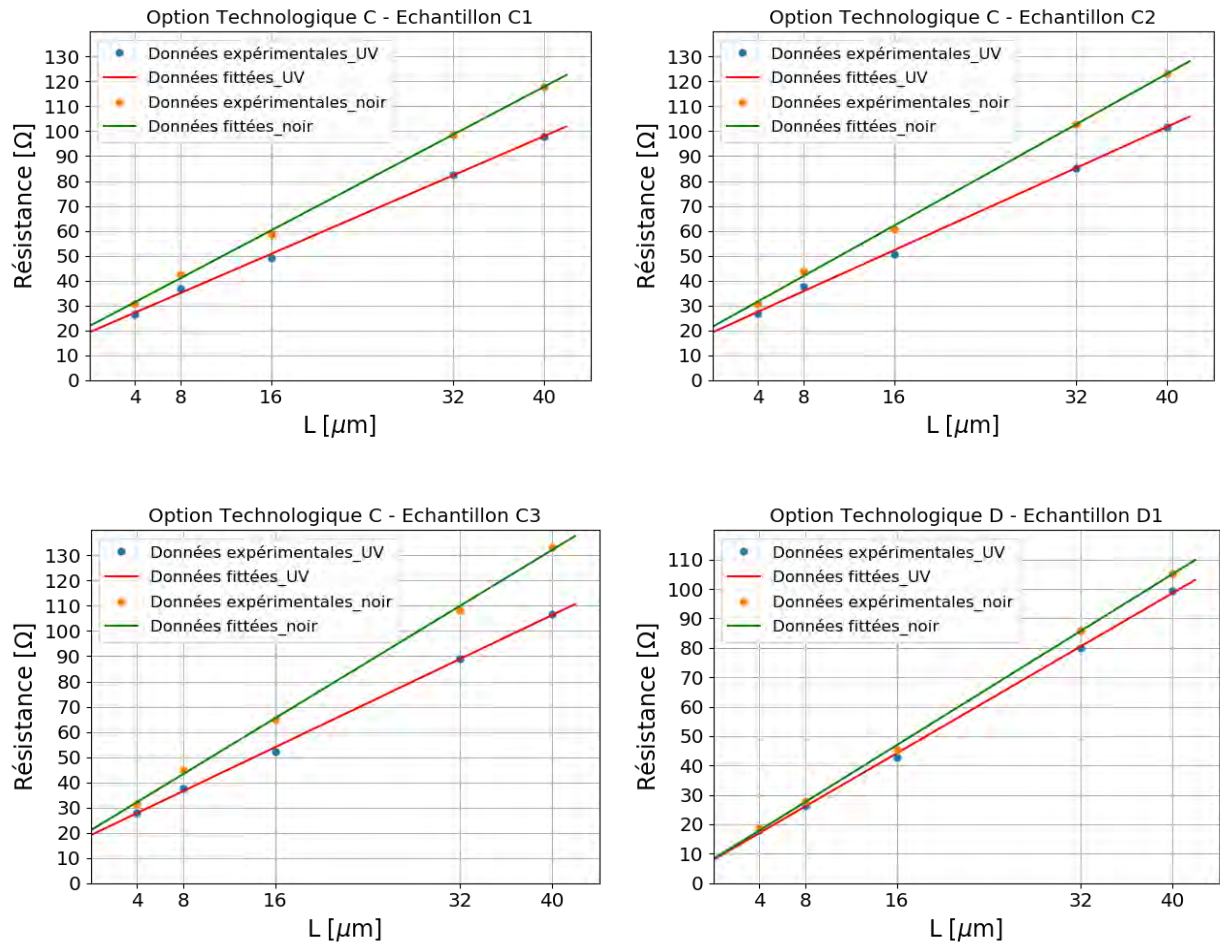 Option Technologique C - Echantillon C1
Résistance [Ω]
130
120
110
100
90
80
70
60
50
40
30
20
10
0
Données expérimentales_UV
Données fittées_UV
Données expérimentales_noir
Données fittées_noir
4 8 16 32 40
L [μm]
Option Technologique C - Echantillon C2
Résistance [Ω]
130
120
110
100
90
80
70
60
50
40
30
20
10
0
Données expérimentales_UV
Données fittées_UV
Données expérimentales_noir
Données fittées_noir
4 8 16 32 40
L [μm]
Option Technologique C - Echantillon C3
Résistance [Ω]
130
120
110
100
90
80
70
60
50
40
30
20
10
0
Données expérimentales_UV
Données fittées_UV
Données expérimentales_noir
Données fittées_noir
4 8 16 32 40
L [μm]
Option Technologique D - Echantillon D1
Résistance [Ω]
110
100
90
80
70
60
50
40
30
20
10
0
Données expérimentales_UV
Données fittées_UV
Données expérimentales_noir
Données fittées_noir
4 8 16 32 40
L [μm]